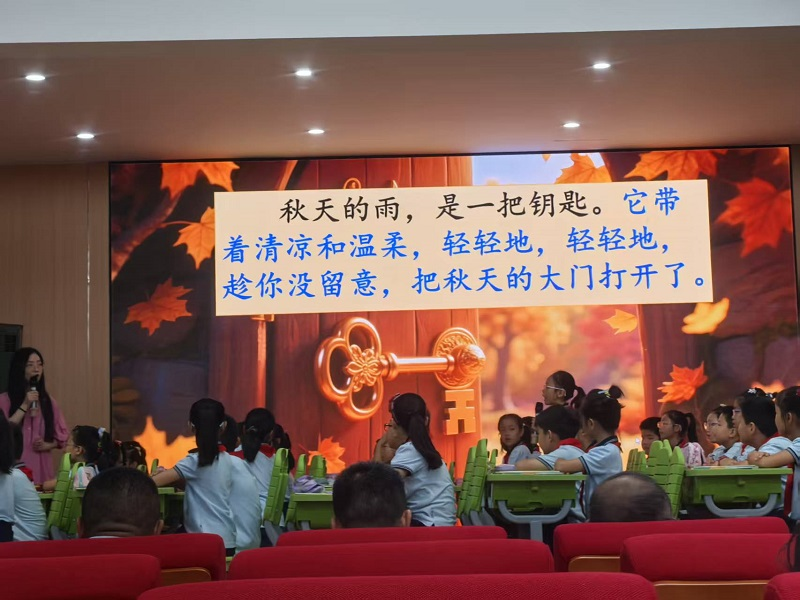 秋天的雨，是一把钥匙。它带
着清凉和温柔，轻轻地，轻轻地，
趁你没留意，把秋天的大门打开了。